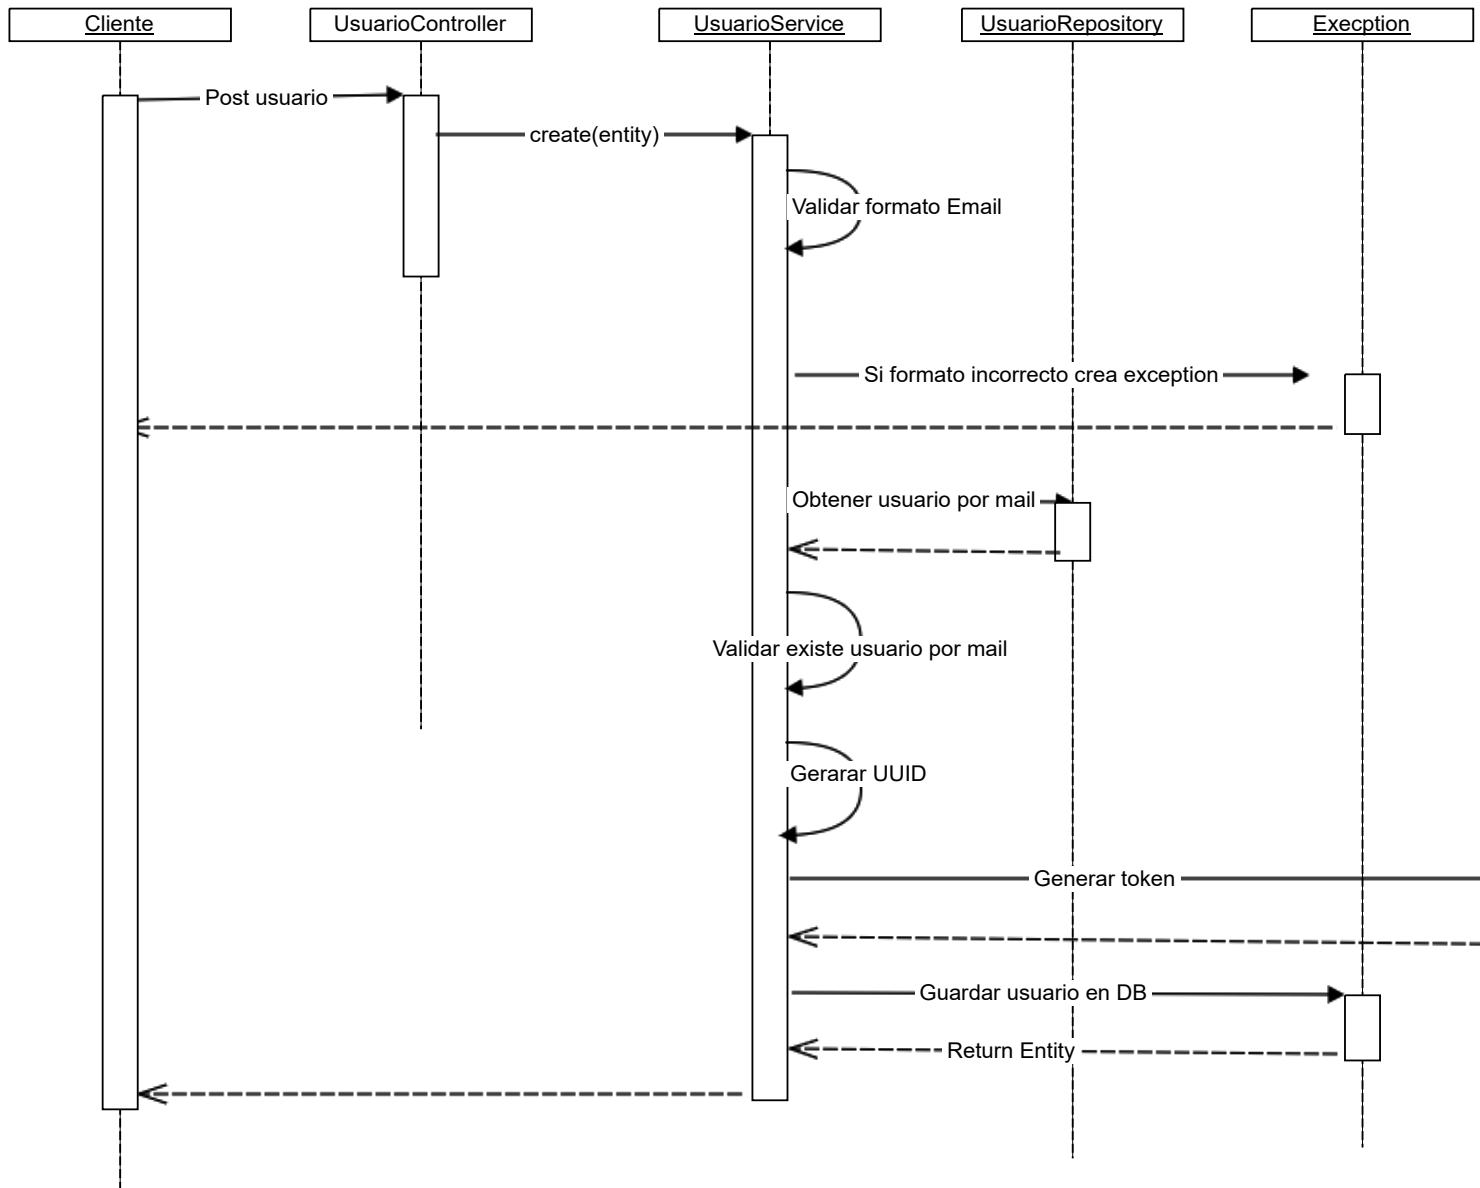 Cliente
UsuarioController
UsuarioService
UsuarioRepository
Execption
Post usuario
create(entity)
Validar formato Email
Si formato incorrecto crea exception
Obtener usuario por mail
Validar existe usuario por mail
Gerarar UUID
Generar token
Guardar usuario en DB
Return Entity